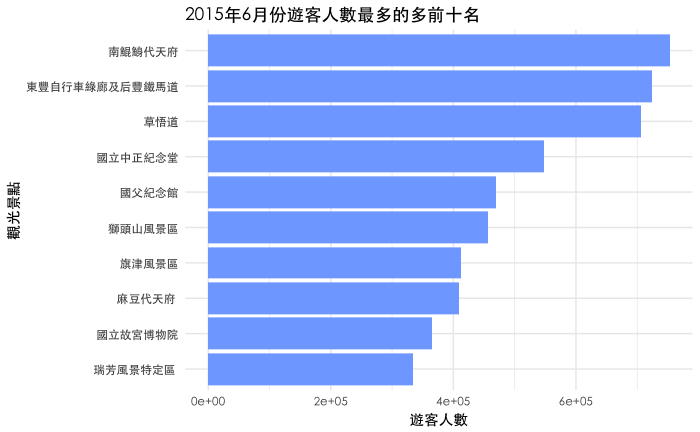 2015年6月份遊客人數最多的多前十名
南鯤鯓代天府
東豐自行車綠廊及后豐鐵馬道
草悟道
國立中正紀念堂
國父紀念館
獅頭山風景區
旗津風景區
麻豆代天府
國立故宮博物院
瑞芳風景特定區
觀光景點
0e+00 2e+05 4e+05 6e+05
遊客人數